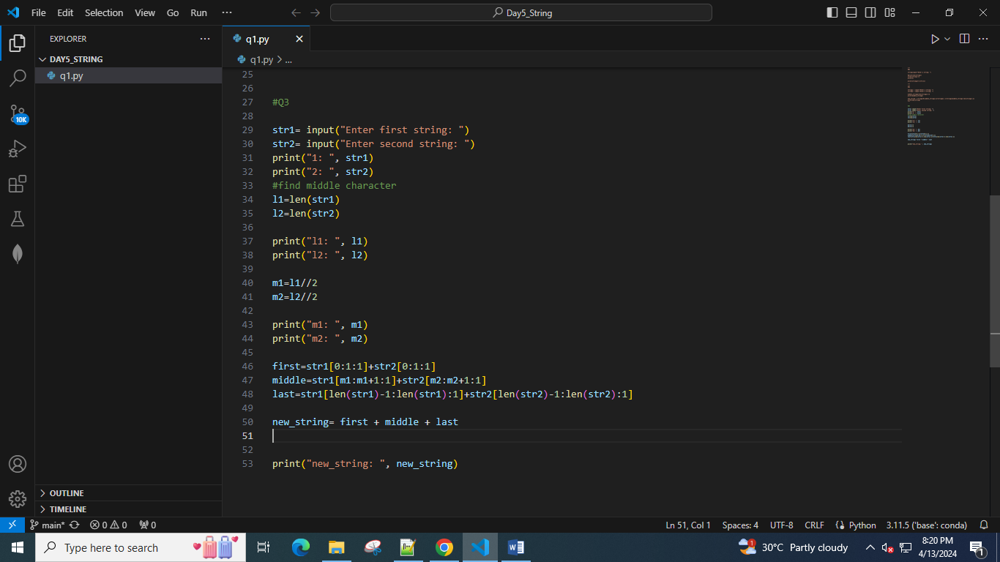 File Edit Selection View Go Run ···
Day5_String
EXPLORER
DAY5_STRING
q1.py
OUTLINE
TIMELINE
q1.py
q1.py > ...
25
26
27 #Q3
28
29 str1= input("Enter first string: ")
30 str2= input("Enter second string: ")
31 print("1: ", str1)
32 print("2: ", str2)
33 #find middle character
34 l1=len(str1)
35 l2=len(str2)
36
37 print("l1: ", l1)
38 print("l2: ", l2)
39
40 m1=l1//2
41 m2=l2//2
42
43 print("m1: ", m1)
44 print("m2: ", m2)
45
46 first=str1[0:1:1]+str2[0:1:1]
47 middle=str1[m1:m1+1:1]+str2[m2:m2+1:1]
48 last=str1[len(str1)-1:len(str1):1]+str2[len(str2)-1:len(str2):1]
49
50 new_string= first + middle + last
51
52
53 print("new_string: ", new_string)
10K
main* 0 0 0 Ln 51, Col 1 Spaces: 4 UTF-8 CRLF Python 3.11.5 ('base': conda)
Type here to search
1 30°C Partly cloudy
8:20 PM
4/13/2024
1